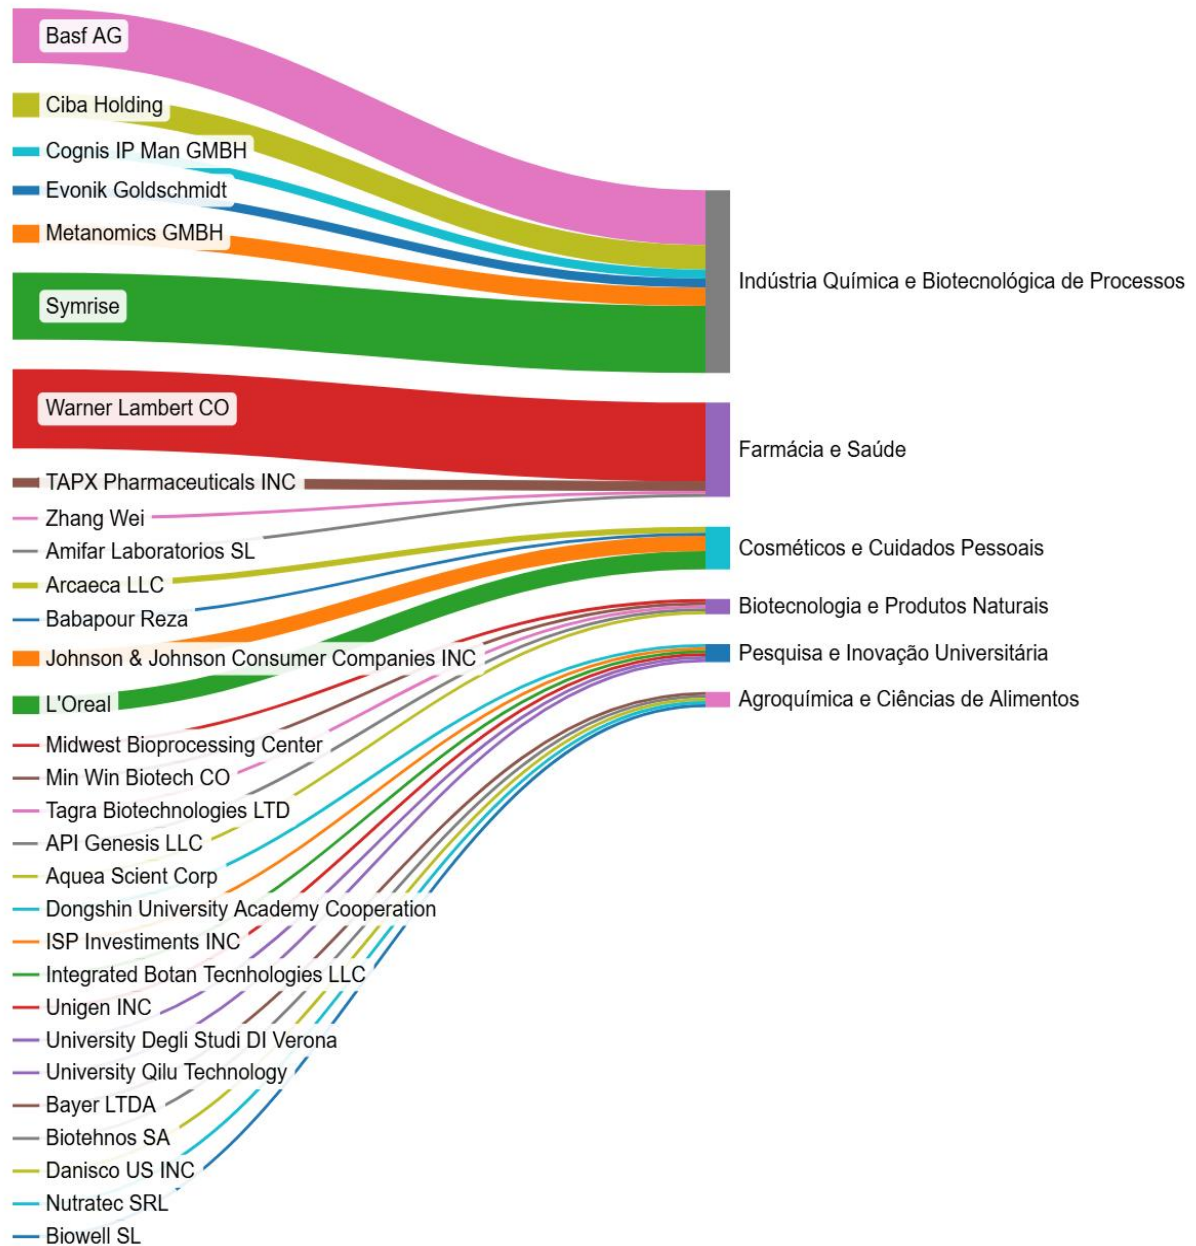 Basf AG
Ciba Holding
Cognis IP Man GMBH
Evonik Goldschmidt
Metanomics GMBH
Symrise
Warner Lambert CO
TAPX Pharmaceuticals INC
Zhang Wei
Amifar Laboratorios SL
Arcaeca LLC
Babapour Reza
Johnson & Johnson Consumer Companies INC
L'Oreal
Midwest Bioprocessing Center
Min Win Biotech CO
Tagra Biotechnologies LTD
API Genesis LLC
Aquea Scient Corp
Dongshin University Academy Cooperation
ISP Investiments INC
Integrated Botan Tecnhologies LLC
Unigen INC
University Degli Studi DI Verona
University Qilu Technology
Bayer LTDA
Biotehnos SA
Danisco US INC
Nutratec SRL
Biowell SL
Indústria Química e Biotecnológica de Processos
Farmácia e Saúde
Cosméticos e Cuidados Pessoais
Biotecnologia e Produtos Naturais
Pesquisa e Inovação Universitária
Agroquímica e Ciências de Alimentos